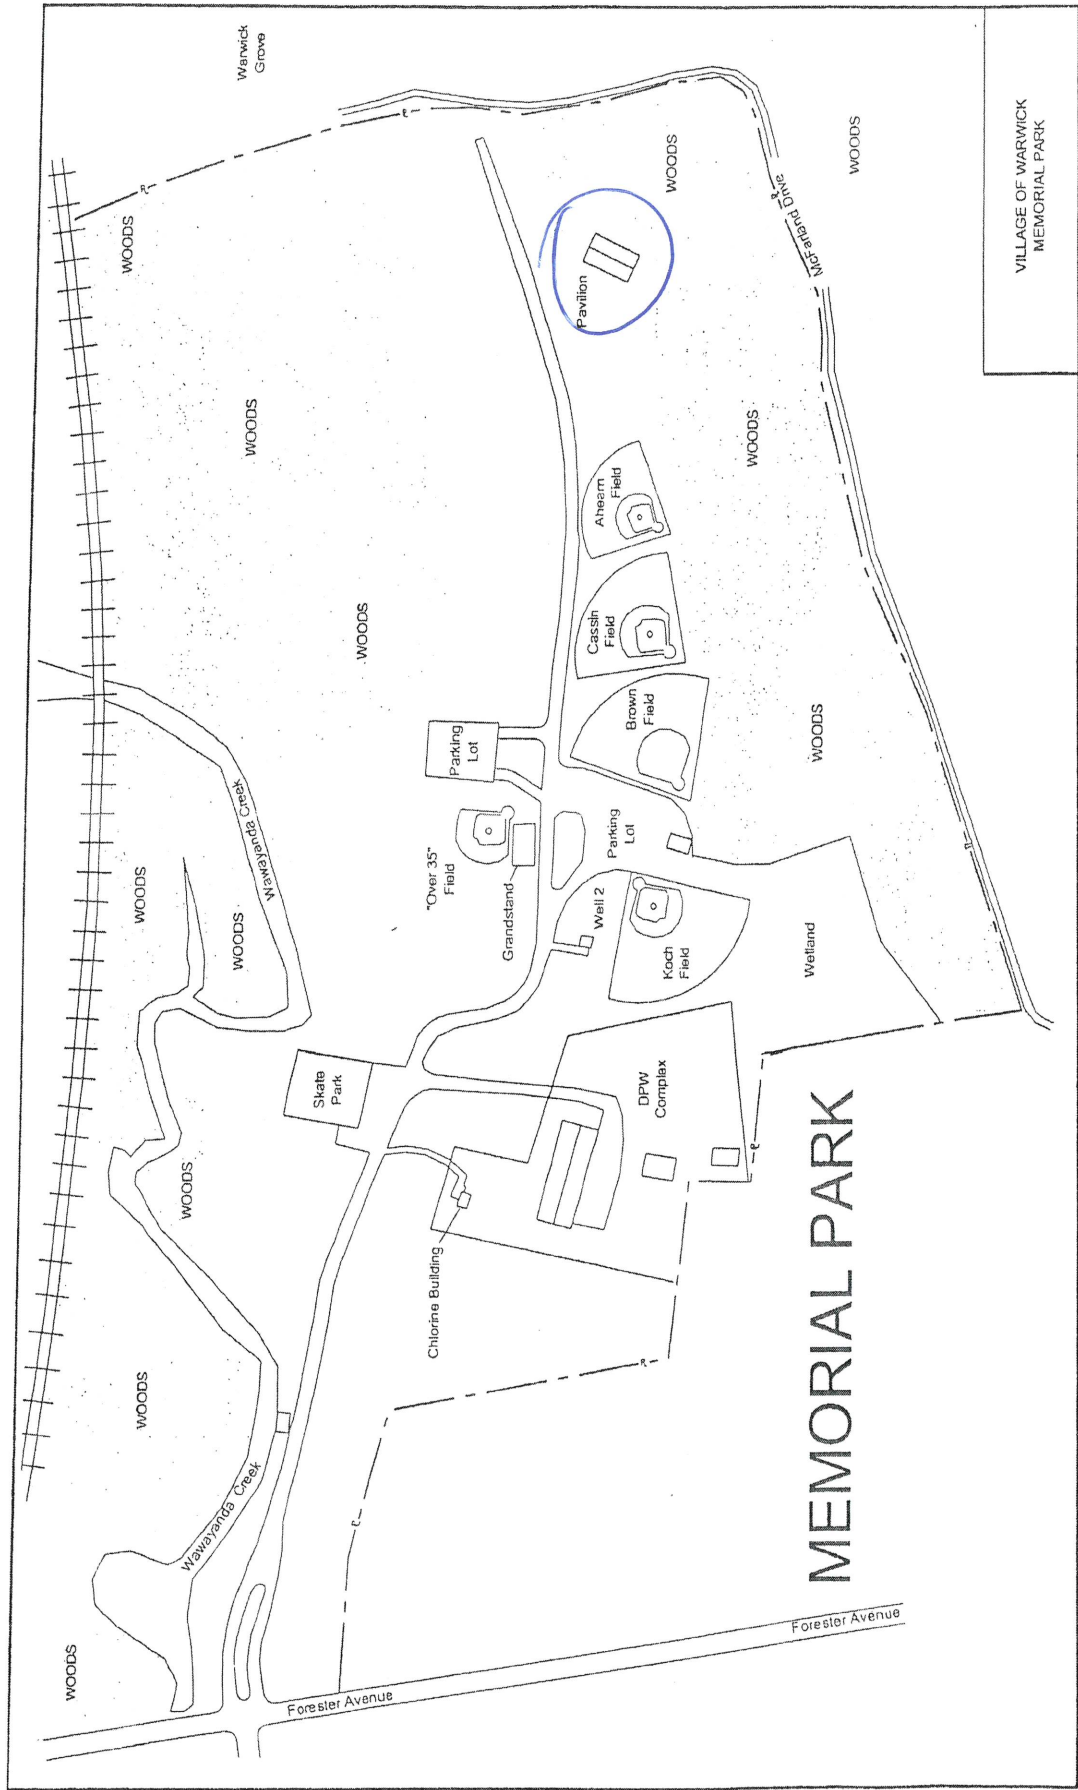 WOODS
WOODS
WOODS
WOODS
WOODS
WOODS
WOODS
WOODS
WOODS
WOODS
WOODS
WOODS
Warwick
Grove
Wawayanda Creek
Wawayanda Creek
Skate
Park
Chlorine Building
"Over 35"
Field
Grandstand
Parking
Lot
Parking
Lot
Well 2
Koch
Field
Brown
Field
Cassin
Field
Ahearn
Field
Pavilion
DPW
Complex
Wetland
McFarland Drive
Forester Avenue
Forester Avenue
MEMORIAL PARK
VILLAGE OF WARWICK
MEMORIAL PARK